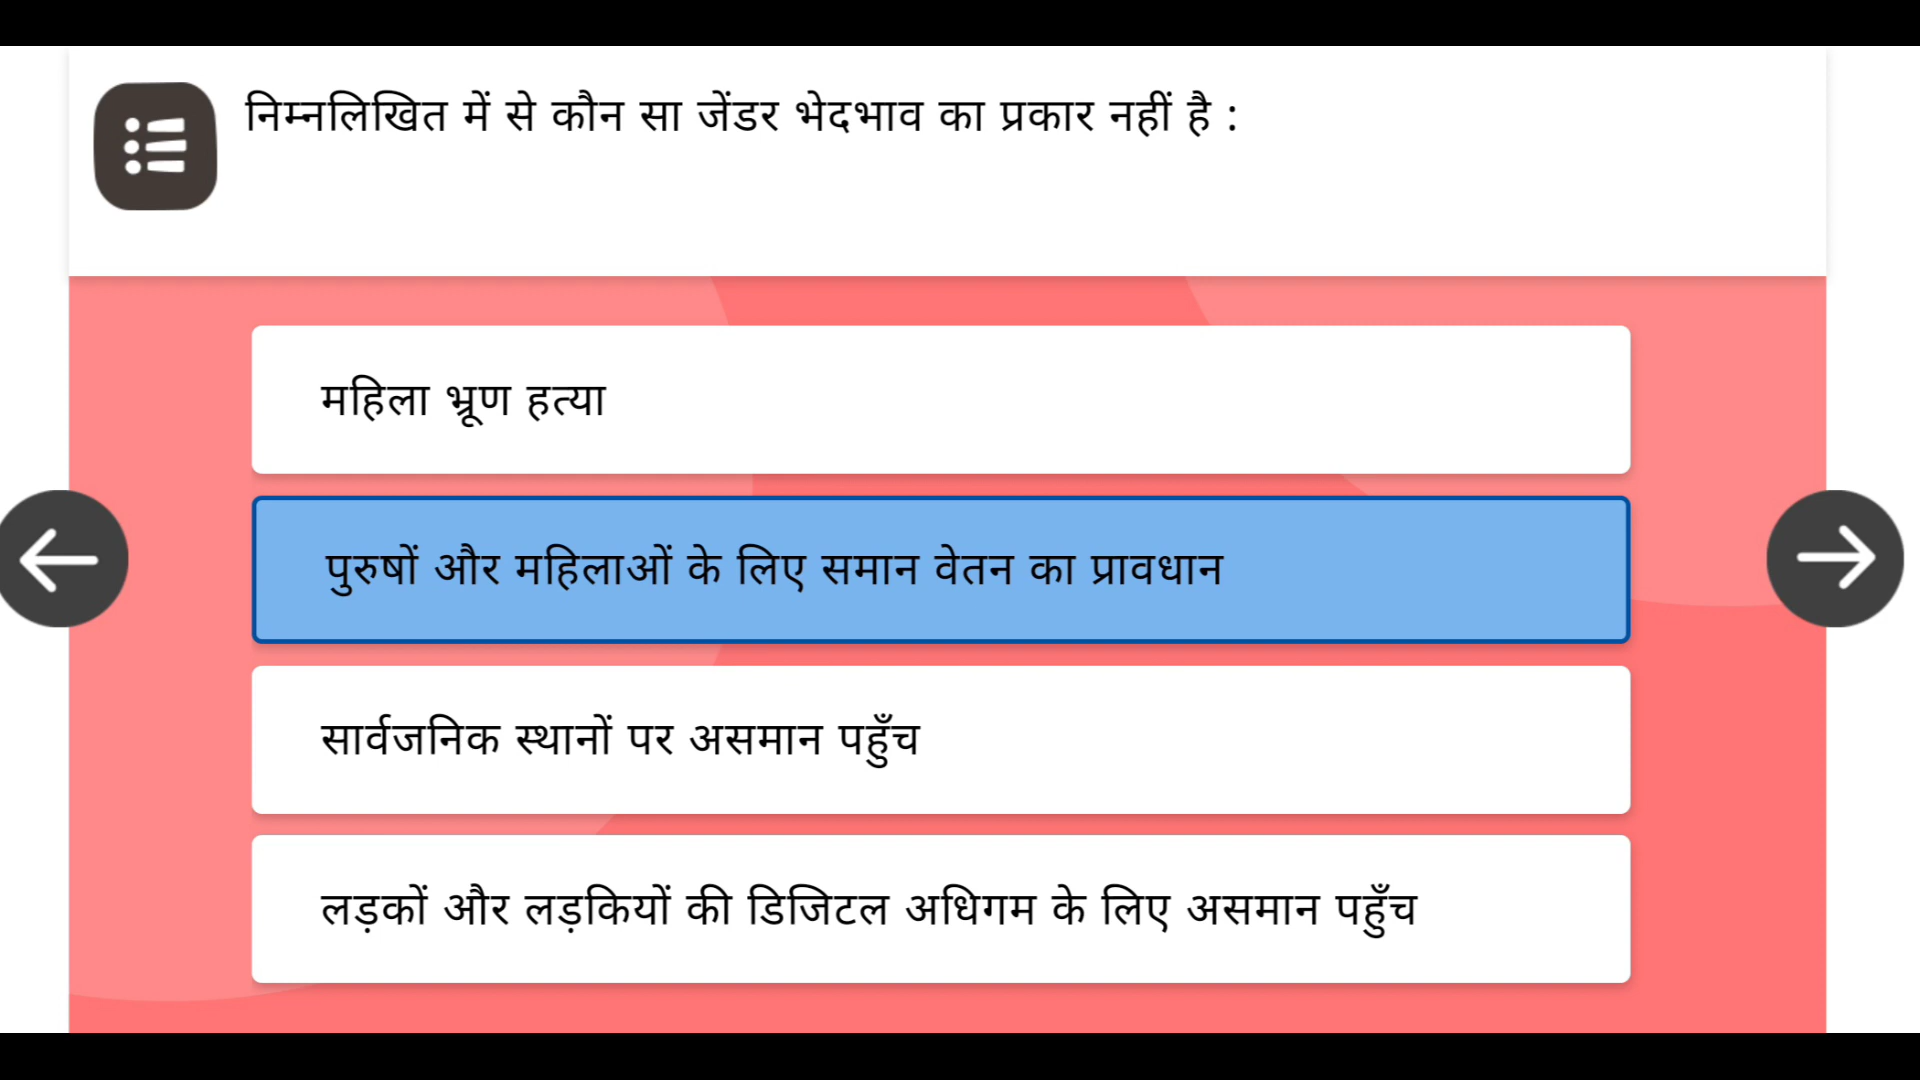 निम्नलिखित में से कौन सा जेंडर भेदभाव का प्रकार नहीं है :
महिला भ्रूण हत्या
पुरुषों और महिलाओं के लिए समान वेतन का प्रावधान
सार्वजनिक स्थानों पर असमान पहुँच
लड़कों और लड़कियों की डिजिटल अधिगम के लिए असमान पहुँच